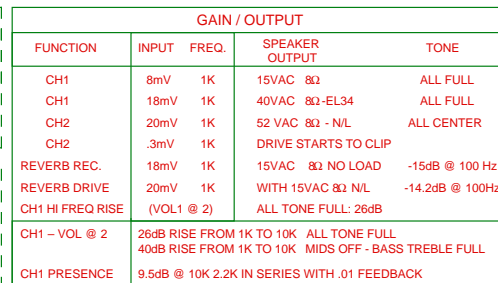 GAIN / OUTPUT
FUNCTION INPUT FREQ. SPEAKER OUTPUT TONE
CH1 8mV 1K 15VAC 8Ω ALL FULL
CH1 18mV 1K 40VAC 8Ω-EL34 ALL FULL
CH2 20mV 1K 52 VAC 8Ω - N/L ALL CENTER
CH2 .3mV 1K DRIVE STARTS TO CLIP
REVERB REC. 18mV 1K 15VAC 8Ω NO LOAD -15dB @ 100 Hz
REVERB DRIVE 20mV 1K WITH 15VAC 8Ω N/L -14.2dB @ 100Hz
CH1 HI FREQ RISE (VOL1 @ 2) ALL TONE FULL: 26dB
CH1 – VOL @ 2 26dB RISE FROM 1K TO 10K ALL TONE FULL
40dB RISE FROM 1K TO 10K MIDS OFF - BASS TREBLE FULL
CH1 PRESENCE 9.5dB @ 10K 2.2K IN SERIES WITH .01 FEEDBACK